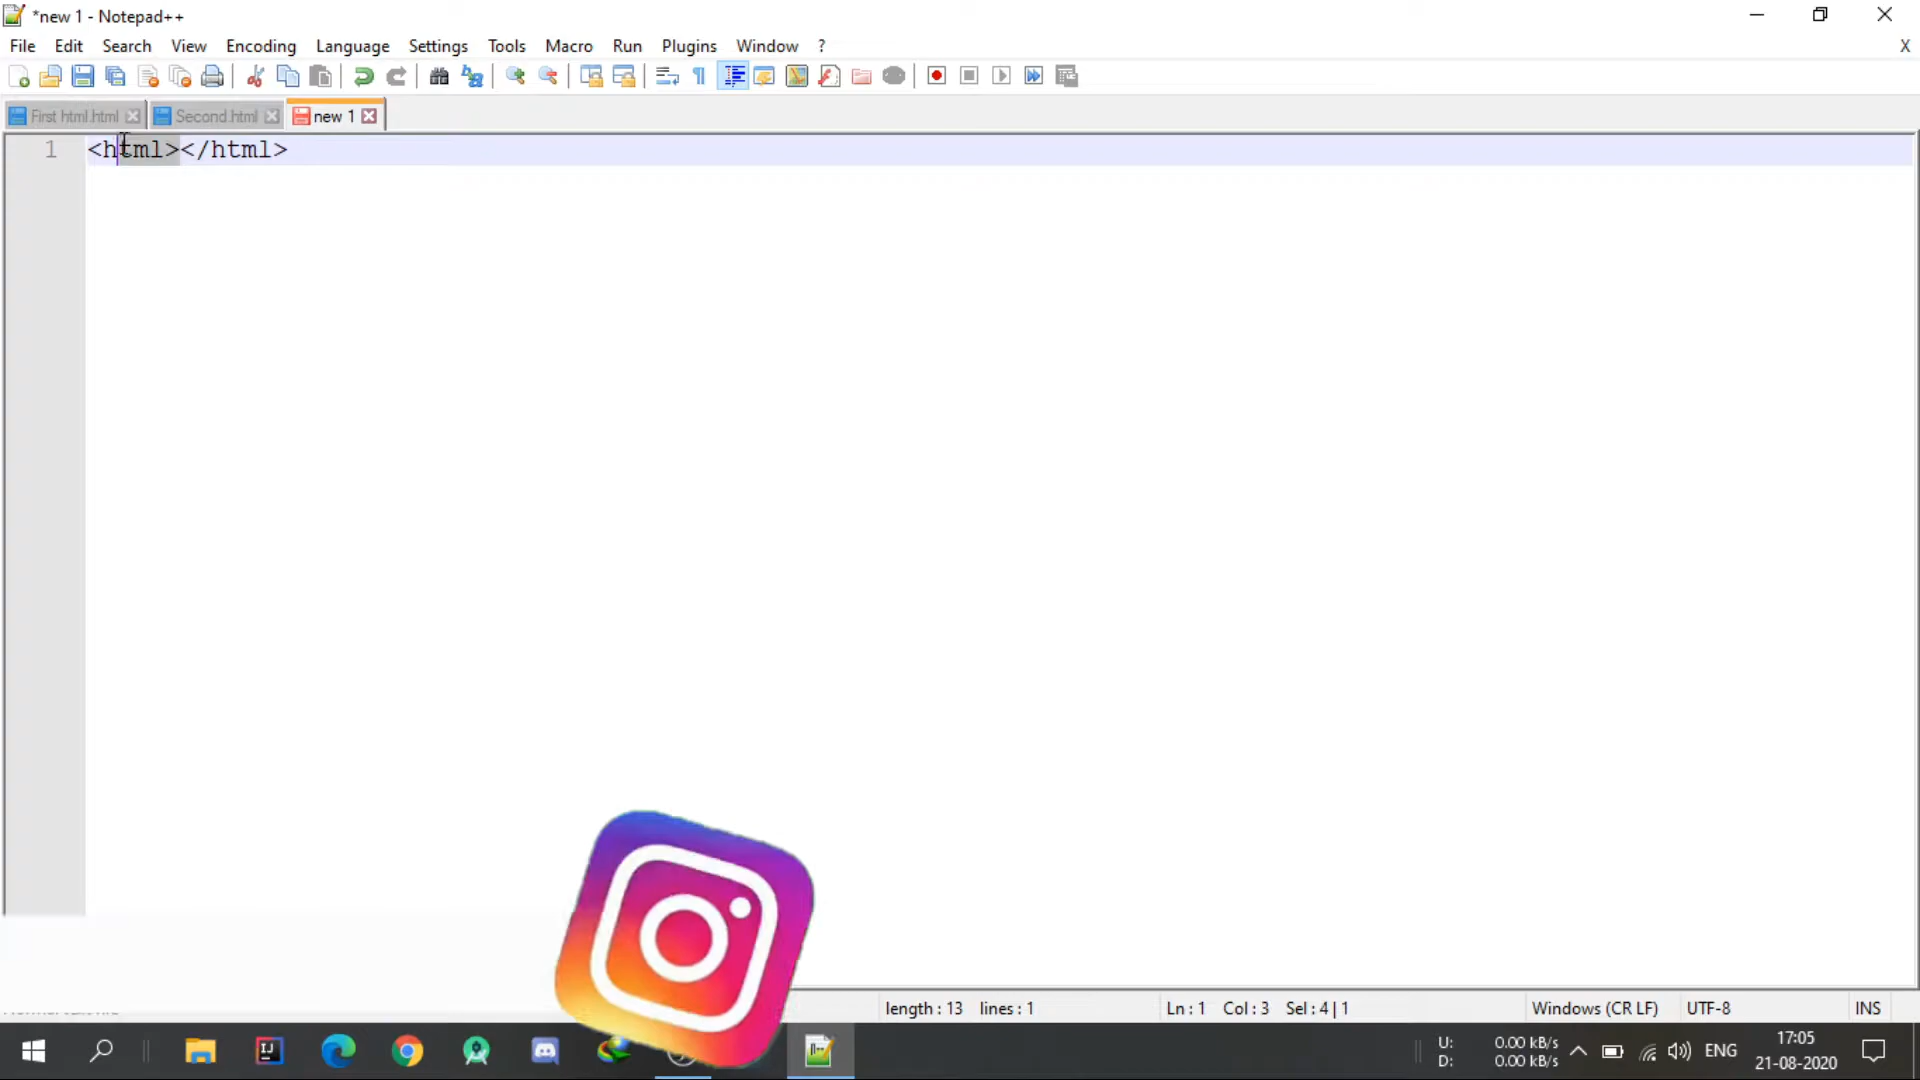 *new 1 - Notepad++
File Edit Search View Encoding Language Settings Tools Macro Run Plugins Window ? X
First html.html Second.html new 1
1 <html></html>
length : 13 lines : 1 Ln : 1 Col : 3 Sel : 4 | 1 Windows (CR LF) UTF-8 INS
U: 0.00 kB/s
D: 0.00 kB/s
ENG
17:05
21-08-2020